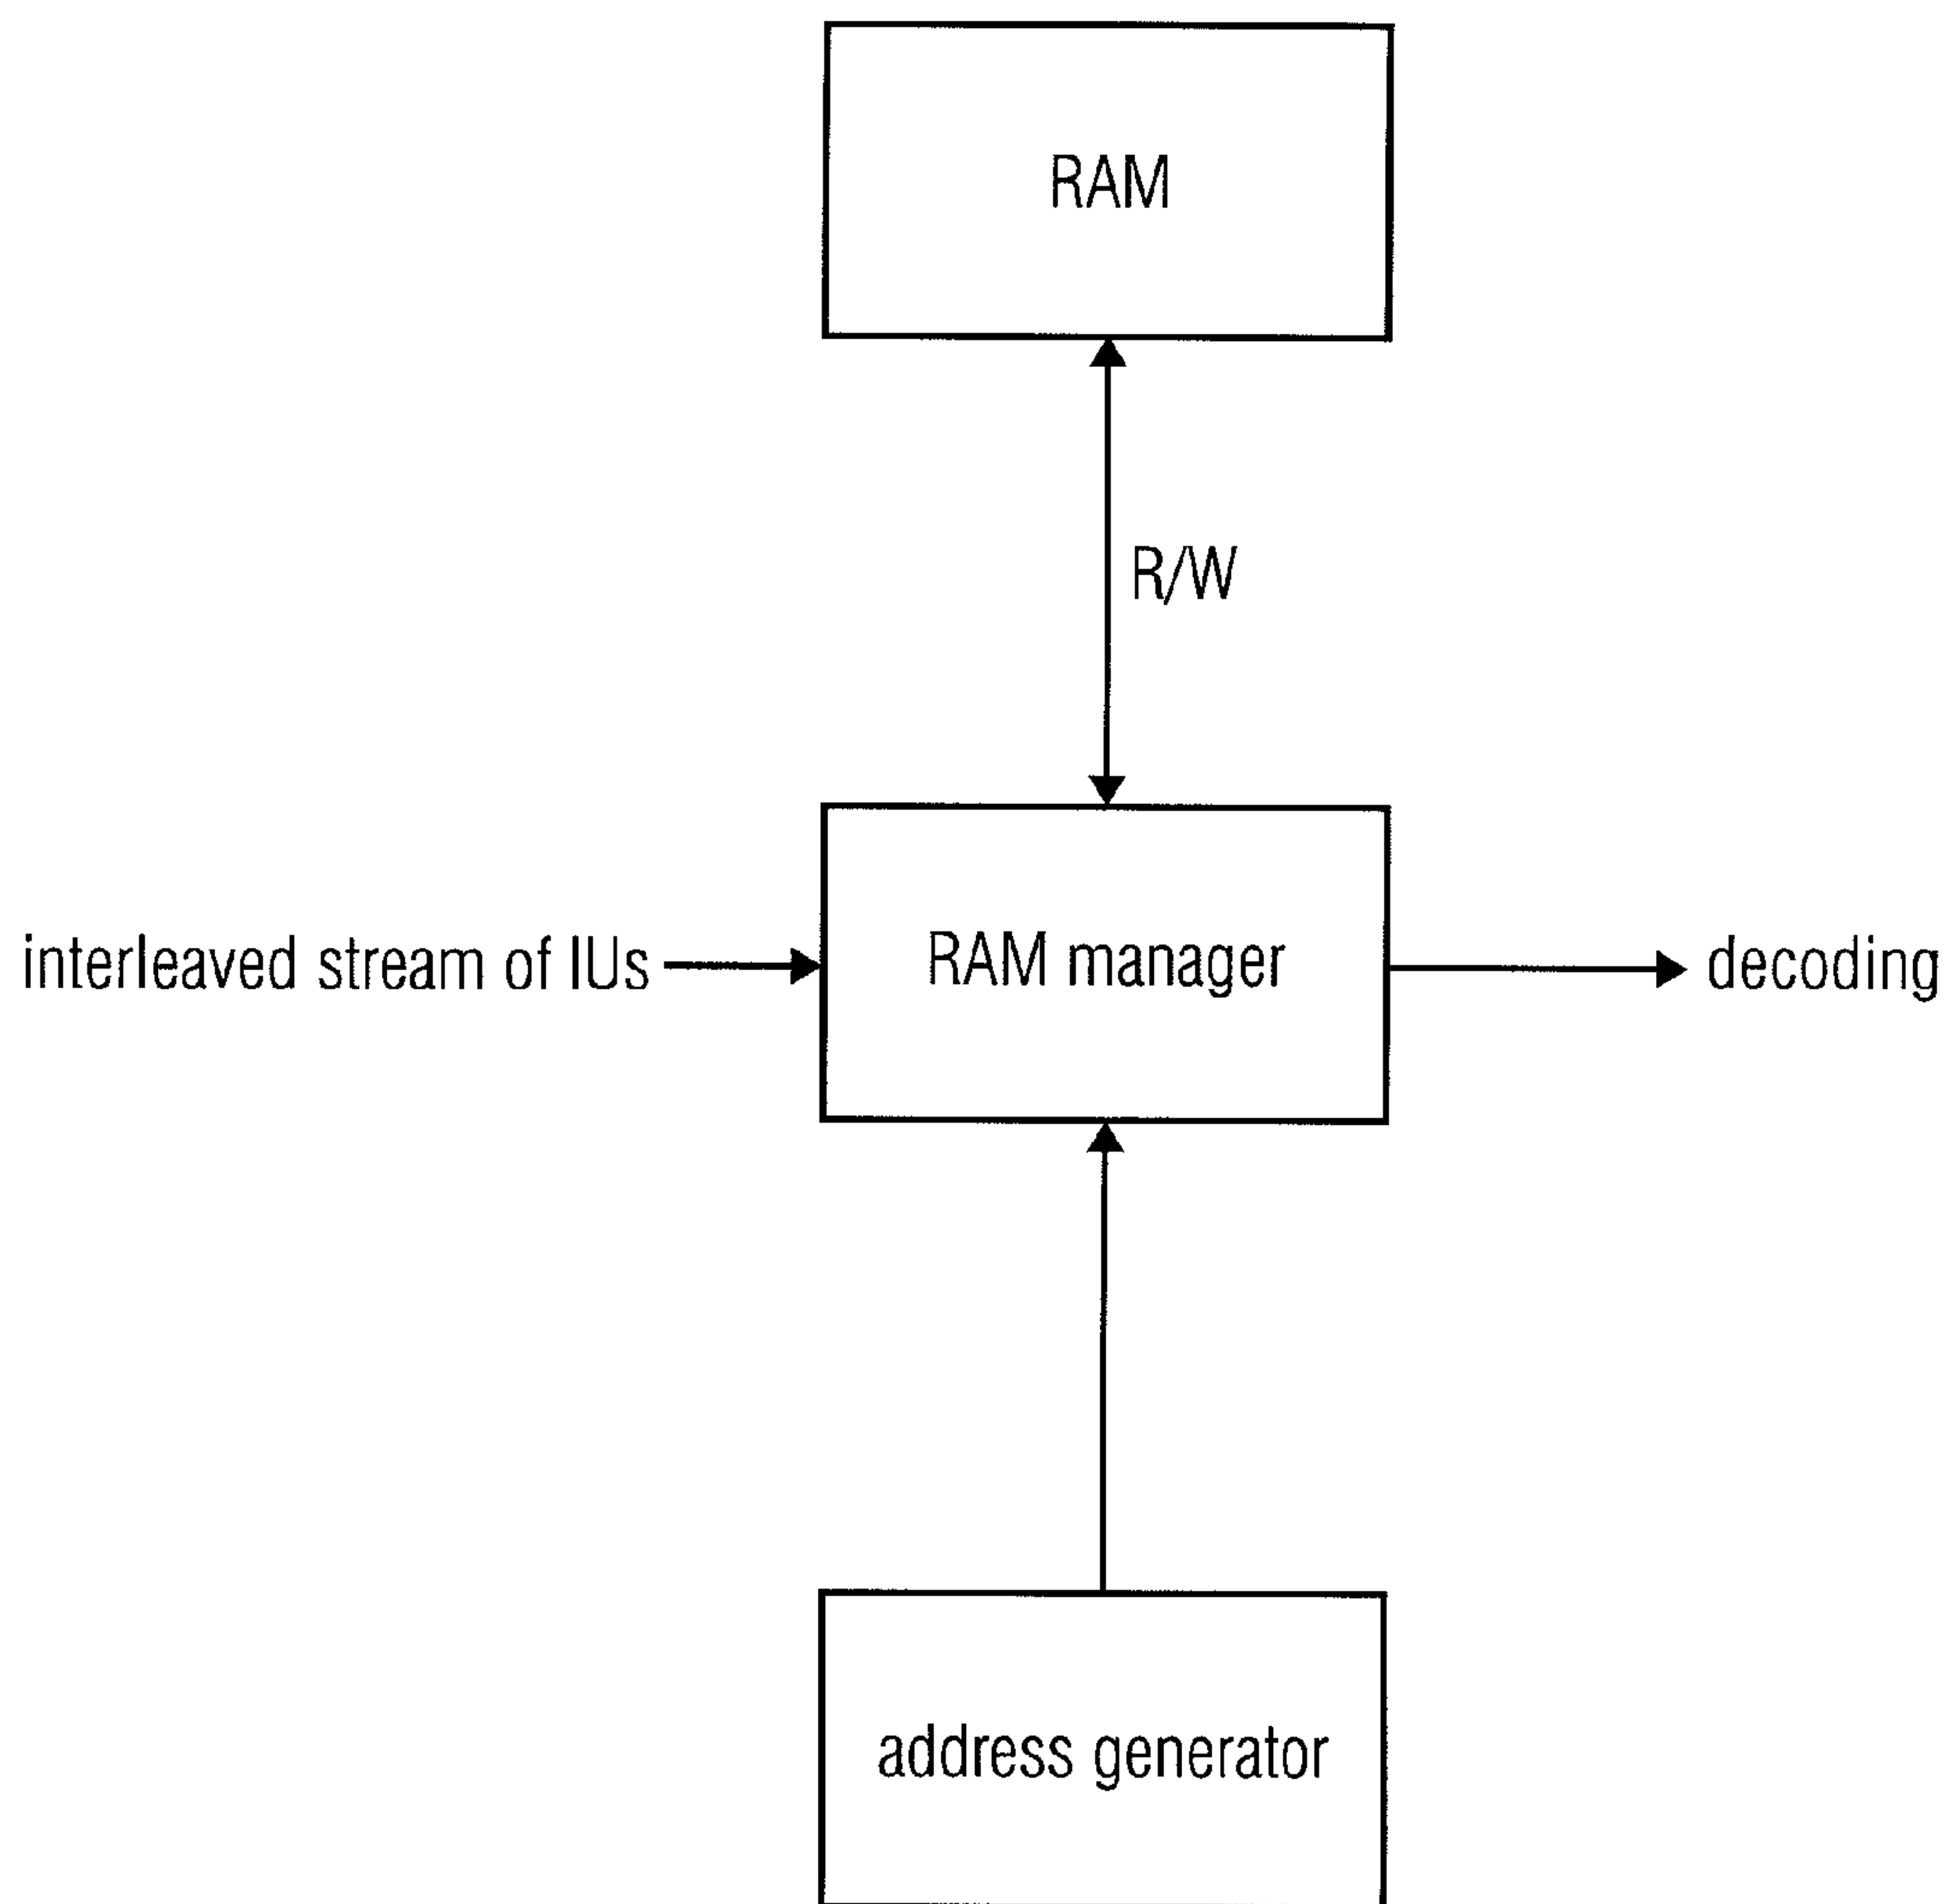 RAM
R/W
interleaved stream of IUs
RAM manager
decoding
address generator